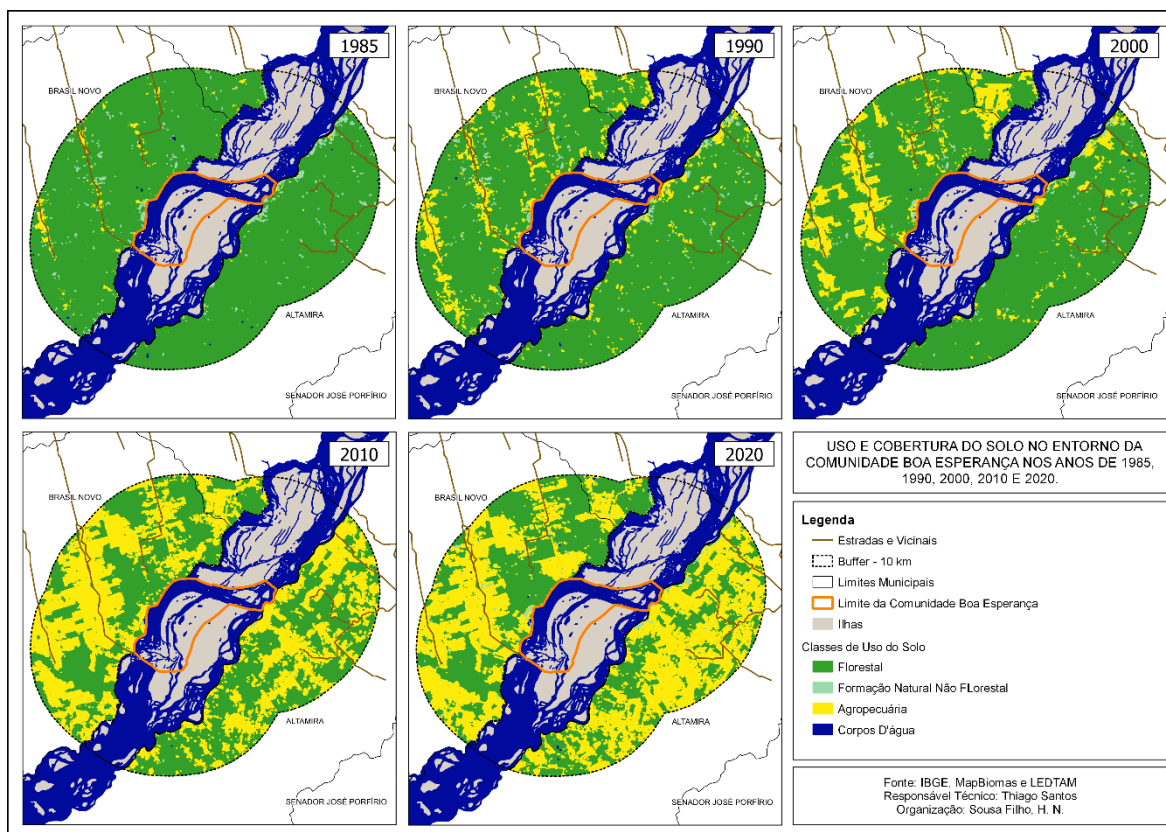 1985
BRASIL NOVO
ALTAMIRA
SENADOR JOSÉ PORFÍRIO
1990
BRASIL NOVO
ALTAMIRA
SENADOR JOSÉ PORFÍRIO
2000
BRASIL NOVO
ALTAMIRA
SENADOR JOSÉ PORFÍRIO
2010
BRASIL NOVO
ALTAMIRA
SENADOR JOSÉ PORFÍRIO
2020
BRASIL NOVO
ALTAMIRA
SENADOR JOSÉ PORFÍRIO
USO E COBERTURA DO SOLO NO ENTORNO DA
COMUNIDADE BOA ESPERANÇA NOS ANOS DE 1985,
1990, 2000, 2010 E 2020.
Legenda
Estradas e Vicinais
Buffer - 10 km
Limites Municipais
Limite da Comunidade Boa Esperança
Ilhas
Classes de Uso do Solo
Florestal
Formação Natural Não FLorestal
Agropecuária
Corpos D'água
Fonte: IBGE, MapBiomas e LEDTAM
Responsável Técnico: Thiago Santos
Organização: Sousa Filho, H. N.